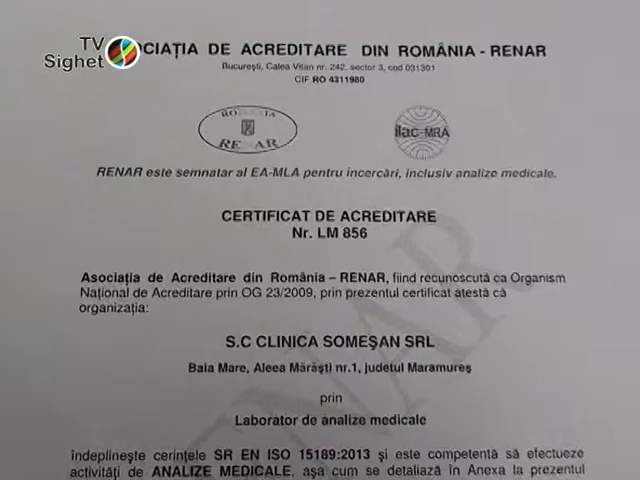 TV
Sighet
OCIAȚIA DE ACREDITARE DIN ROMÂNIA - RENAR
București, Calea Vitan nr. 242, sector 3, cod 031301
CIF RO 4311980
ROMANIA
RENAR
ilac-MRA
RENAR este semnatar al EA-MLA pentru incercări, inclusiv analize medicale.
CERTIFICAT DE ACREDITARE
Nr. LM 856
Asociația de Acreditare din România – RENAR, fiind recunoscută ca Organism
Național de Acreditare prin OG 23/2009, prin prezentul certificat atestă că
organizația:
S.C CLINICA SOMEȘAN SRL
Baia Mare, Aleea Mărăști nr.1, județul Maramureș
prin
Laborator de analize medicale
îndeplinește cerințele SR EN ISO 15189:2013 și este competentă să efectueze
activități de ANALIZE MEDICALE, așa cum se detaliază în Anexa la prezentul